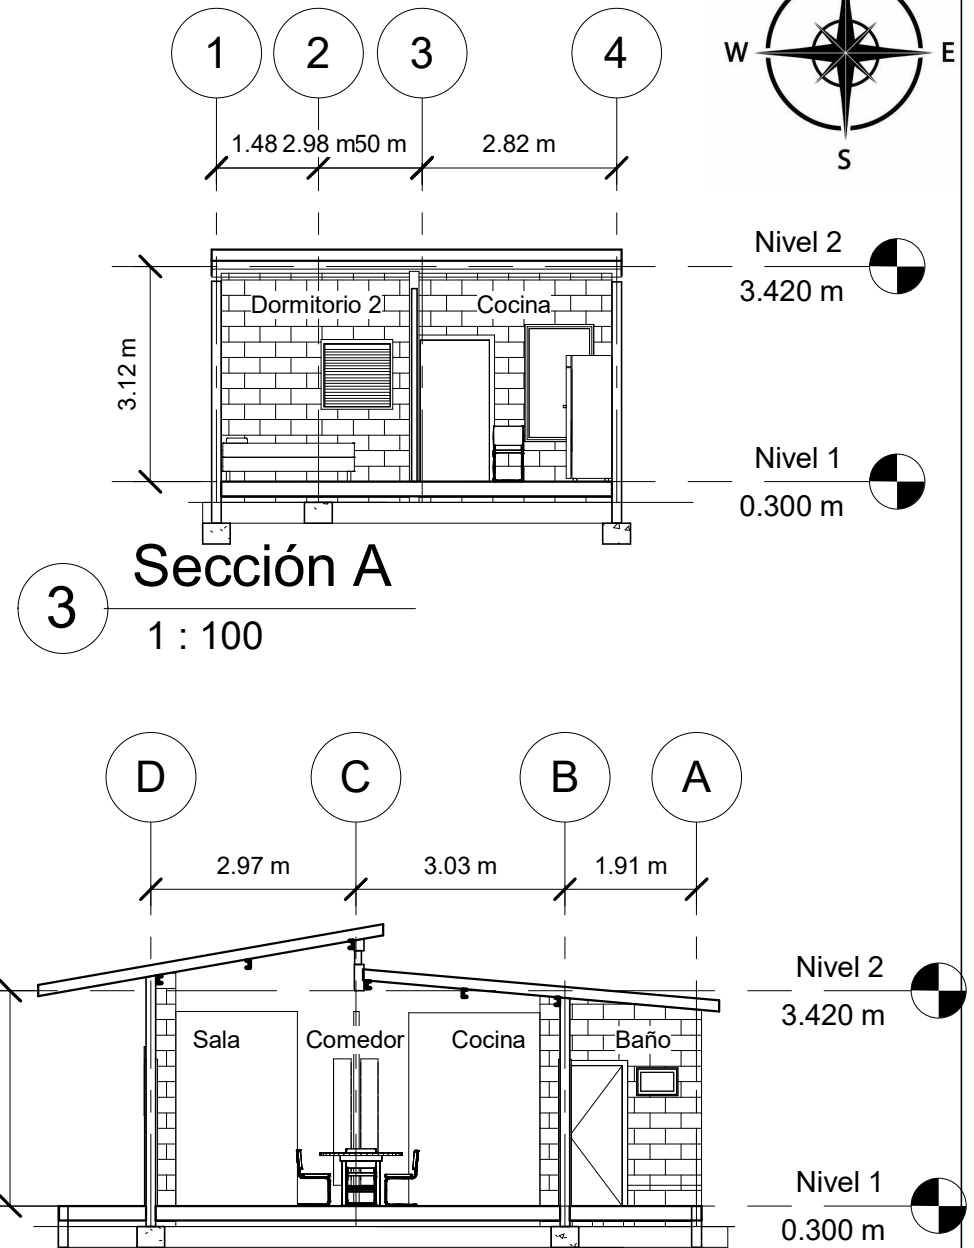 1 2 3 4
W E
S
1.48 2.98 m 50 m 2.82 m
Nivel 2
3.420 m
Dormitorio 2 Cocina
3.12 m
Nivel 1
0.300 m
Sección A
3
1 : 100
D C B A
2.97 m 3.03 m 1.91 m
Nivel 2
3.420 m
Sala Comedor Cocina Baño
Nivel 1
0.300 m